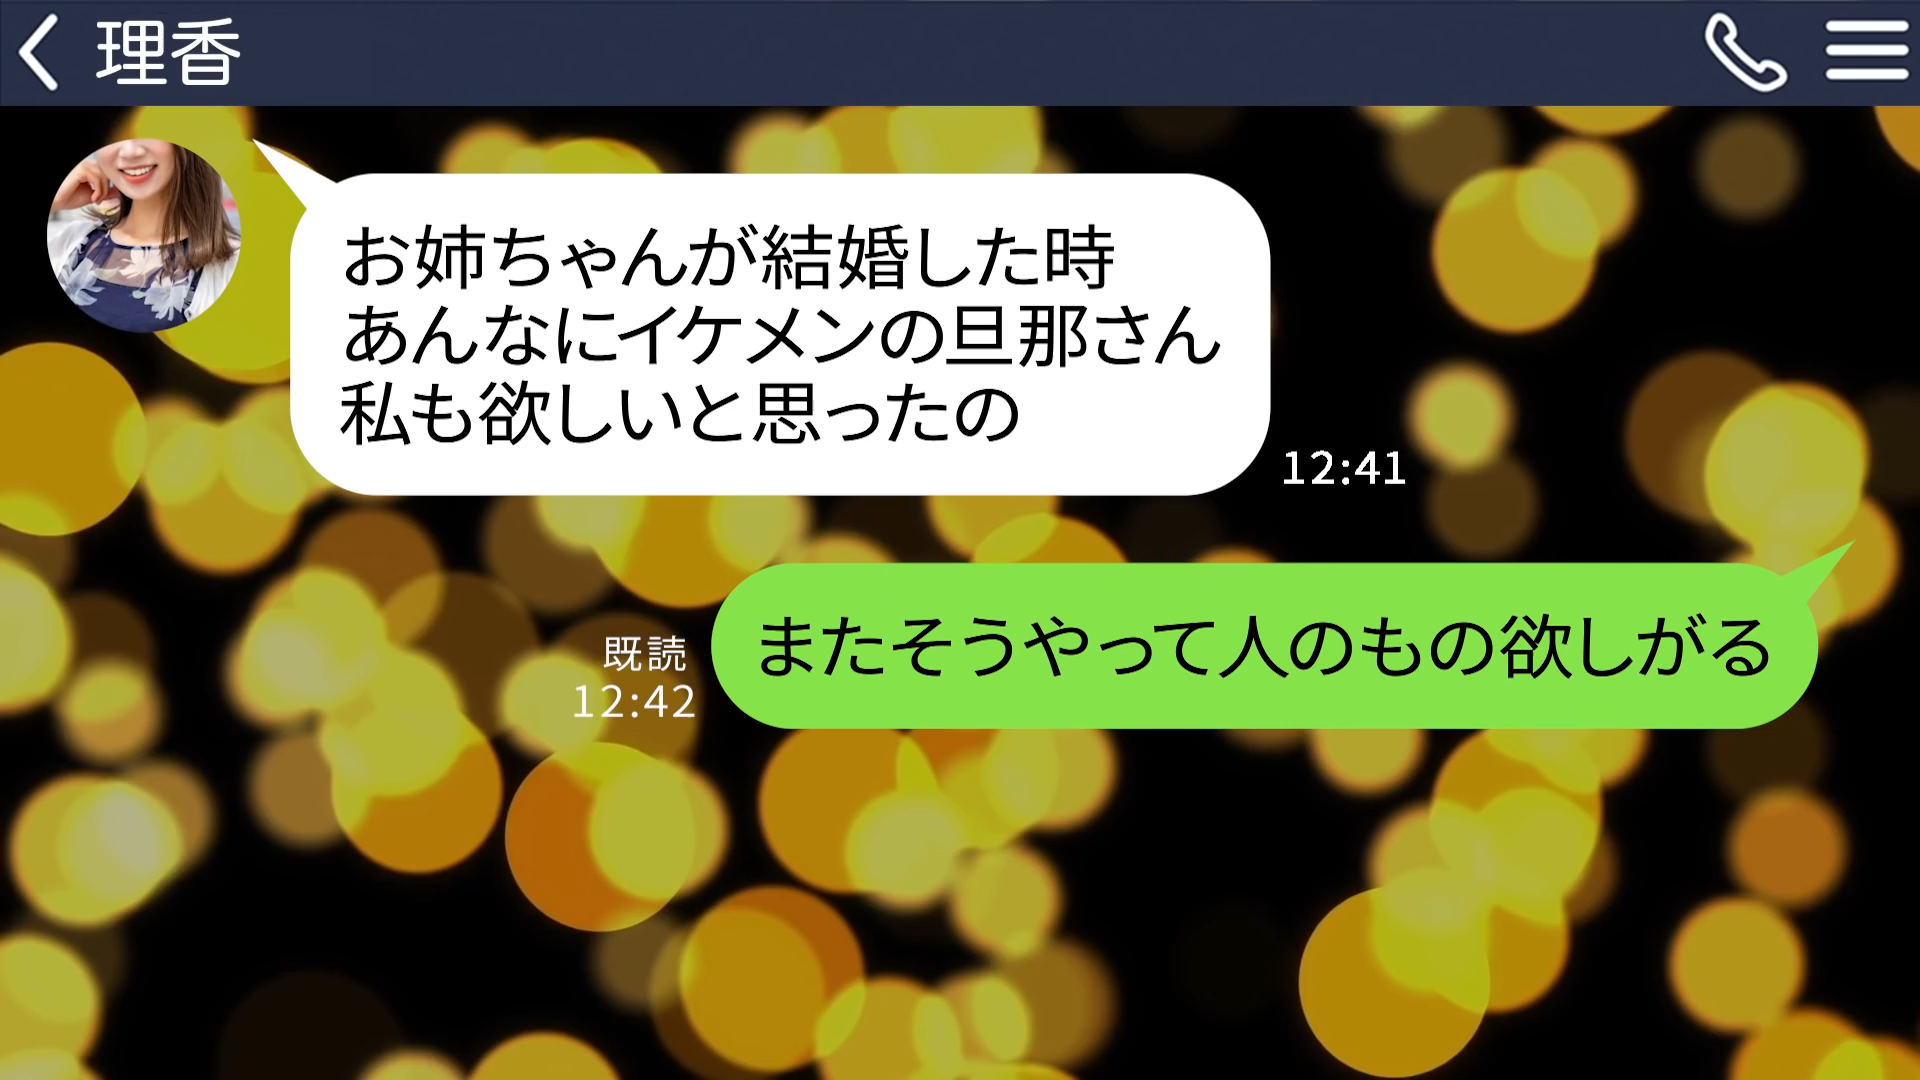 理香
お姉ちゃんが結婚した時
あんなにイケメンの旦那さん
私も欲しいと思ったの
12:41
またそうやって人のもの欲しがる
既読
12:42